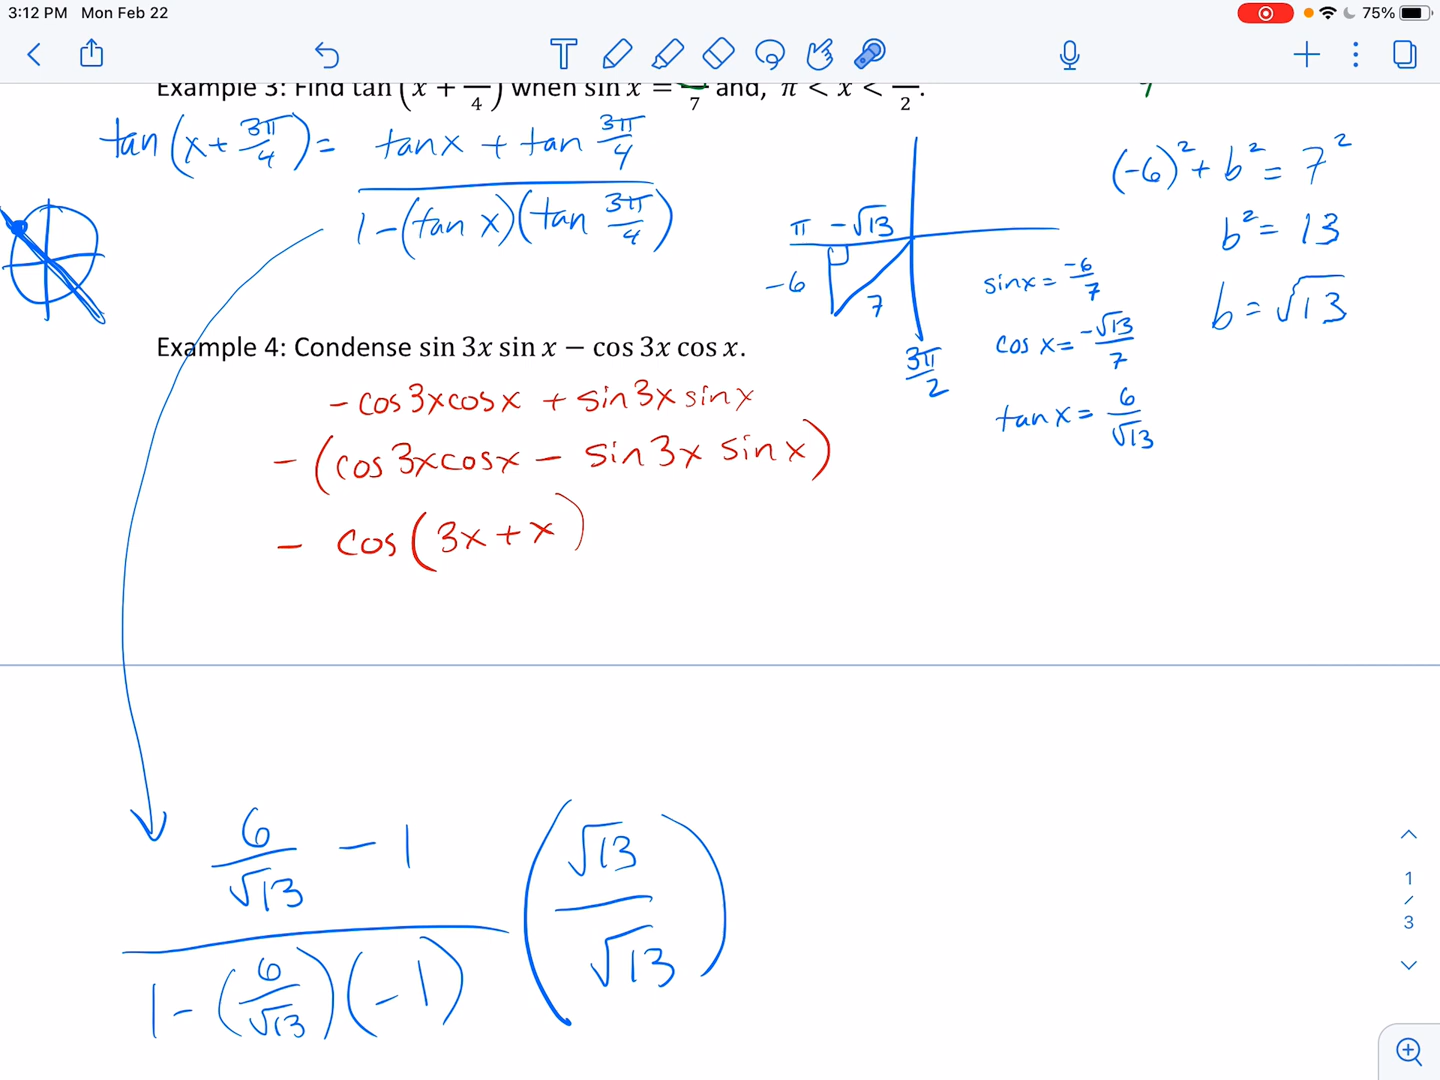 3:12 PM Mon Feb 22
75%
T
Example 3: Find tan (x + —/4) when sin x = —/7 and, π < x < —/2.
7
tan(x + 3π/4) = (tan x + tan 3π/4) / (1 - (tan x)(tan 3π/4))
(-6)² + b² = 7²
b² = 13
b = √13
π -√13
-6
7
3π/2
sin x = -6/7
cos x = -√13/7
tan x = 6/√13
Example 4: Condense sin 3x sin x − cos 3x cos x.
- cos 3x cos x + sin 3x sin x
- (cos 3x cos x - sin 3x sin x)
- cos (3x + x)
(6/√13 - 1) / (1 - (6/√13)(-1)) (√13/√13)
1
/
3